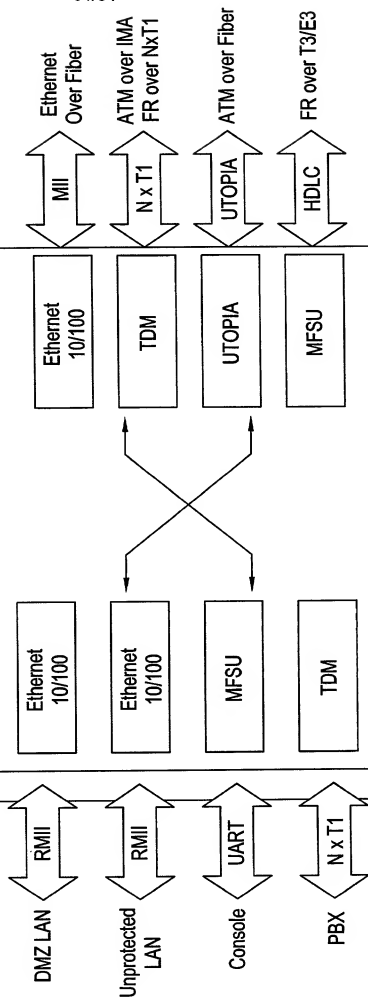 DMZ LAN
RMII
Ethernet
10/100
Ethernet
10/100
MII
Ethernet
Over Fiber
Unprotected
LAN
RMII
Ethernet
10/100
TDM
N x T1
ATM over IMA
FR over NxT1
Console
UART
MFSU
UTOPIA
UTOPIA
ATM over Fiber
PBX
N x T1
TDM
MFSU
HDLC
FR over T3/E3